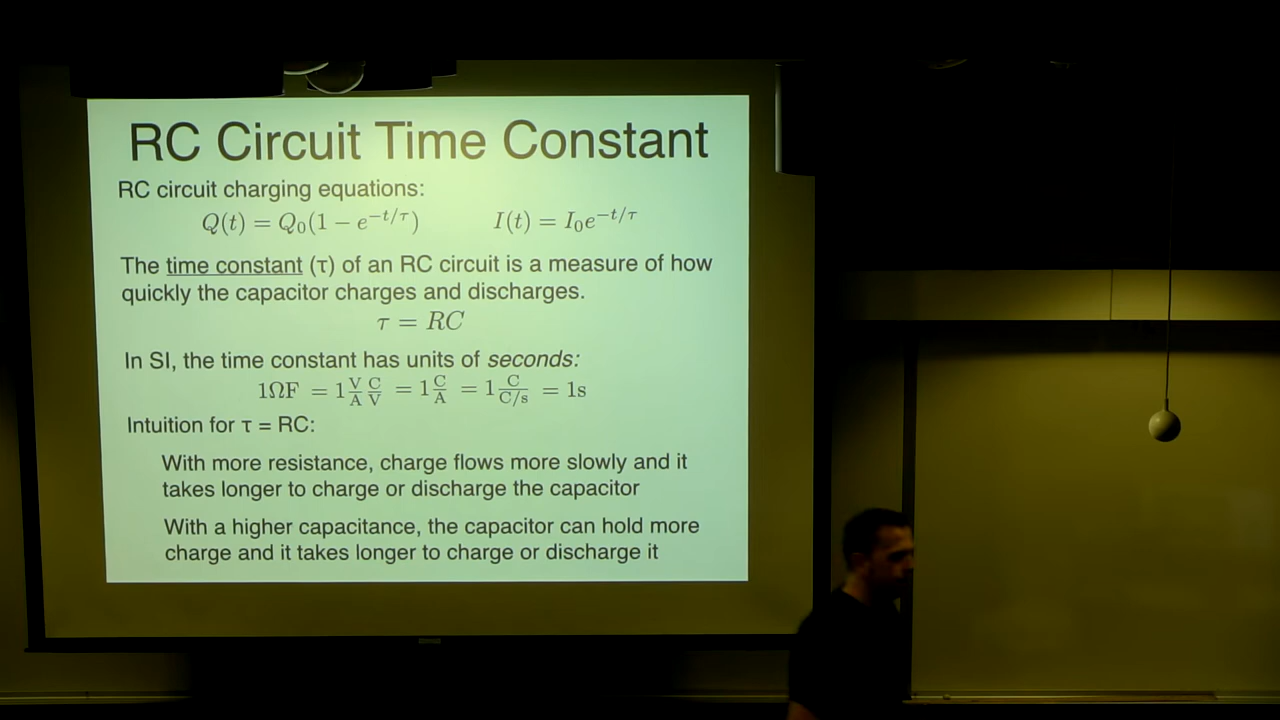 RC Circuit Time Constant
RC circuit charging equations:
Q(t) = Q₀(1 − e^{−t/τ}) I(t) = I₀e^{−t/τ}
The time constant (τ) of an RC circuit is a measure of how
quickly the capacitor charges and discharges.
τ = RC
In SI, the time constant has units of seconds:
1ΩF = 1 V/A C/V = 1 C/A = 1 C/(C/s) = 1s
Intuition for τ = RC:
With more resistance, charge flows more slowly and it
takes longer to charge or discharge the capacitor
With a higher capacitance, the capacitor can hold more
charge and it takes longer to charge or discharge it